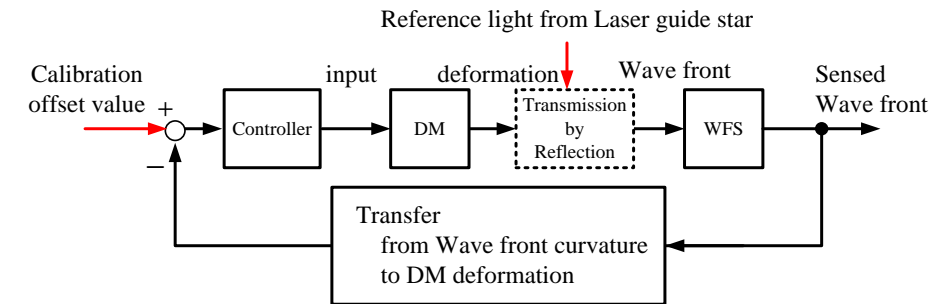 Reference light from Laser guide star
Calibration
offset value
input
deformation
Wave front
Sensed
Wave front
+
−
Controller
DM
Transmission
by
Reflection
WFS
Transfer
from Wave front curvature
to DM deformation